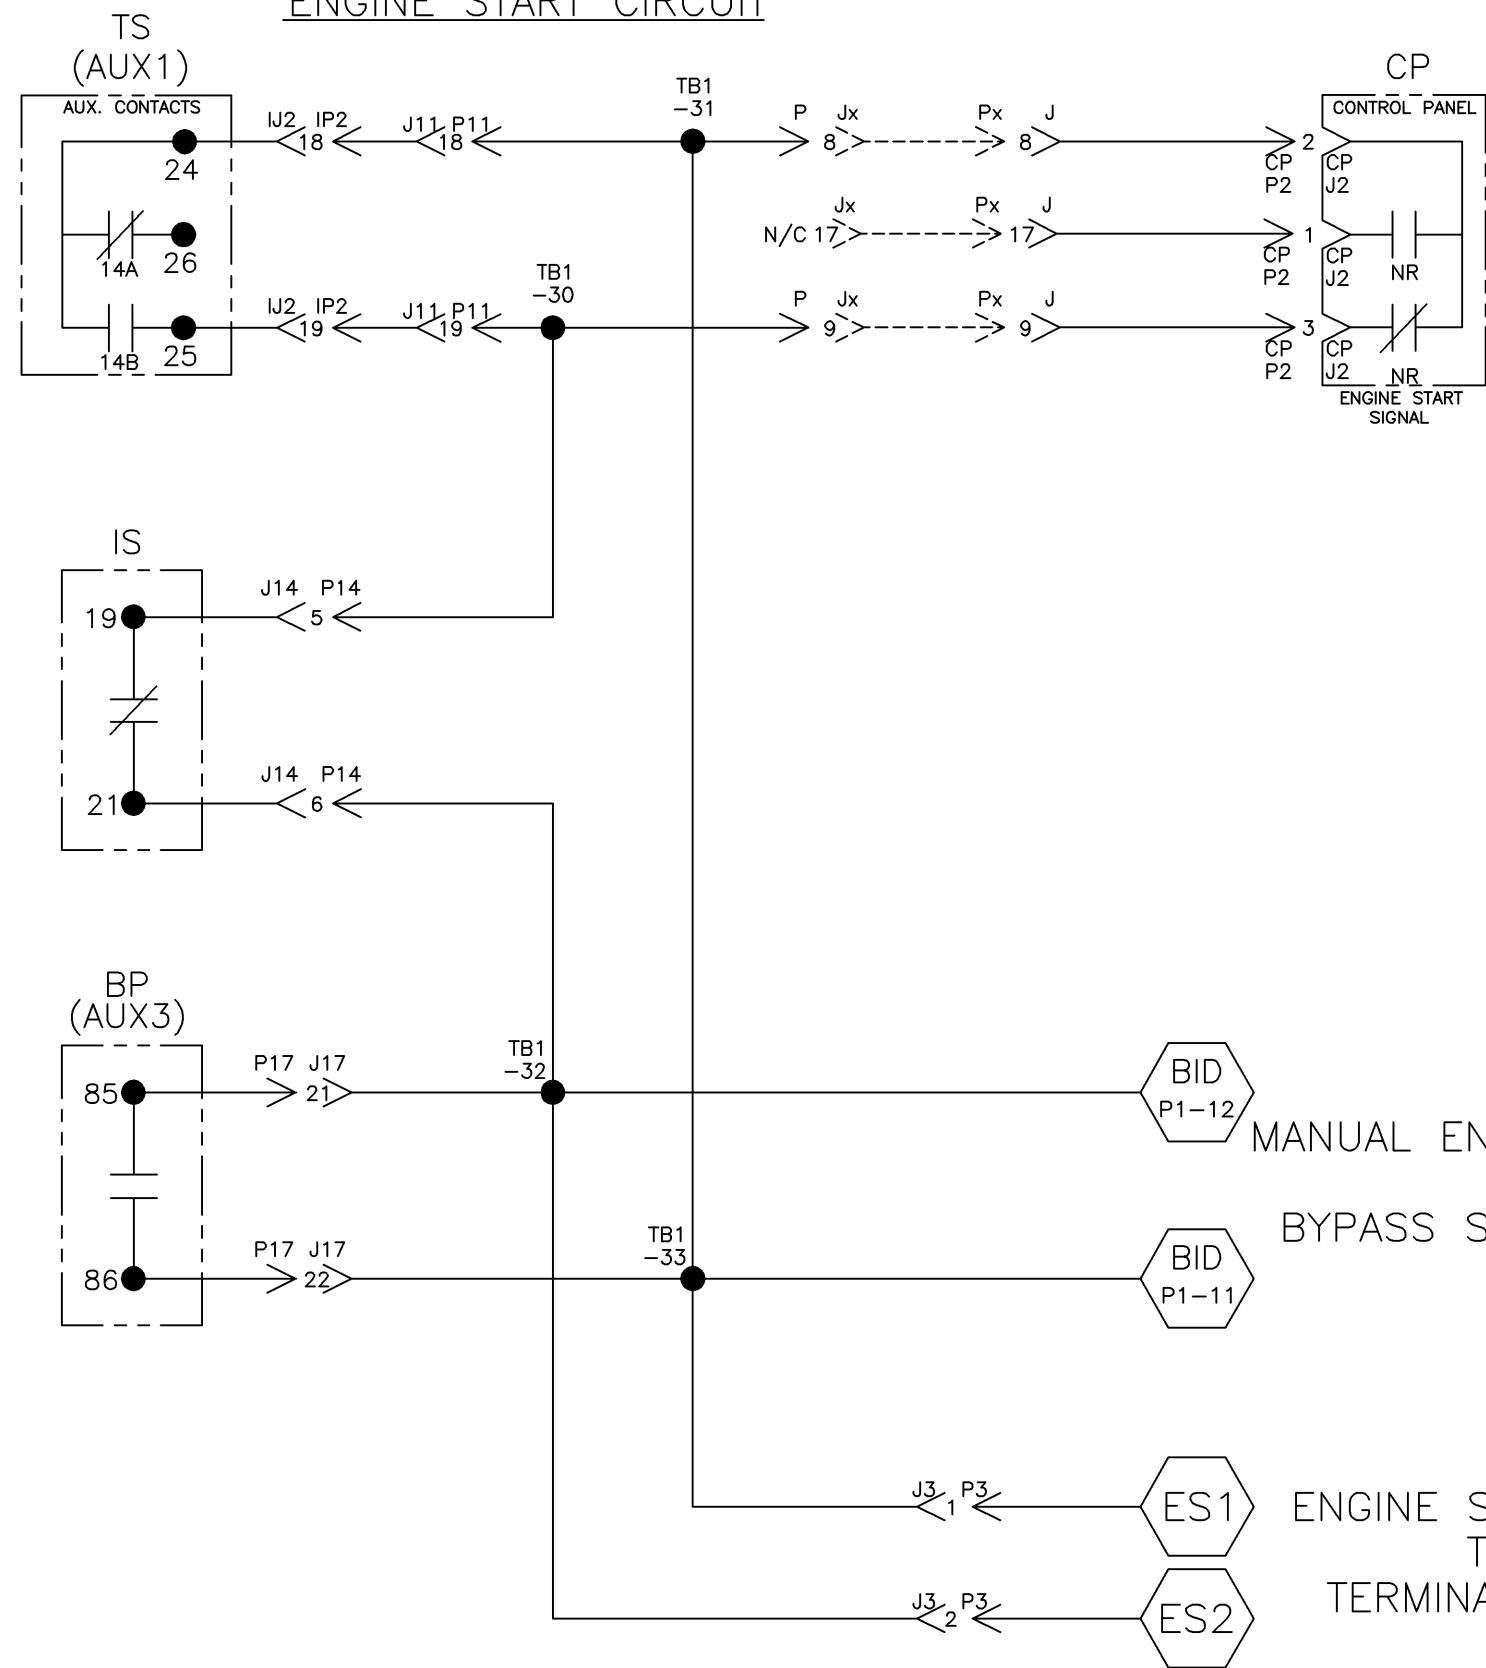 ENGINE START CIRCUIT
TS
(AUX1)
AUX. CONTACTS
24
14A
26
14B
25
IJ2 IP2
18
J11 P11
18
TB1
-31
P Jx
8
Px J
8
2
CP
P2
CP
J2
CP
CONTROL PANEL
N/C 17
Jx
Px J
17
1
CP
P2
CP
J2
NR
IJ2 IP2
19
J11 P11
19
TB1
-30
P Jx
9
Px J
9
3
CP
P2
CP
J2
NR
ENGINE START
SIGNAL
IS
19
J14 P14
5
21
J14 P14
6
BP
(AUX3)
85
P17 J17
21
TB1
-32
BID
P1-12
MANUAL EN
86
P17 J17
22
TB1
-33
BID
P1-11
BYPASS S
J3 P3
1
ES1
ENGINE S
T
TERMINA
J3 P3
2
ES2